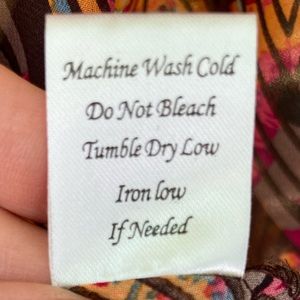 Machine Wash Cold
Do Not Bleach
Tumble Dry Low
Iron low
If Needed